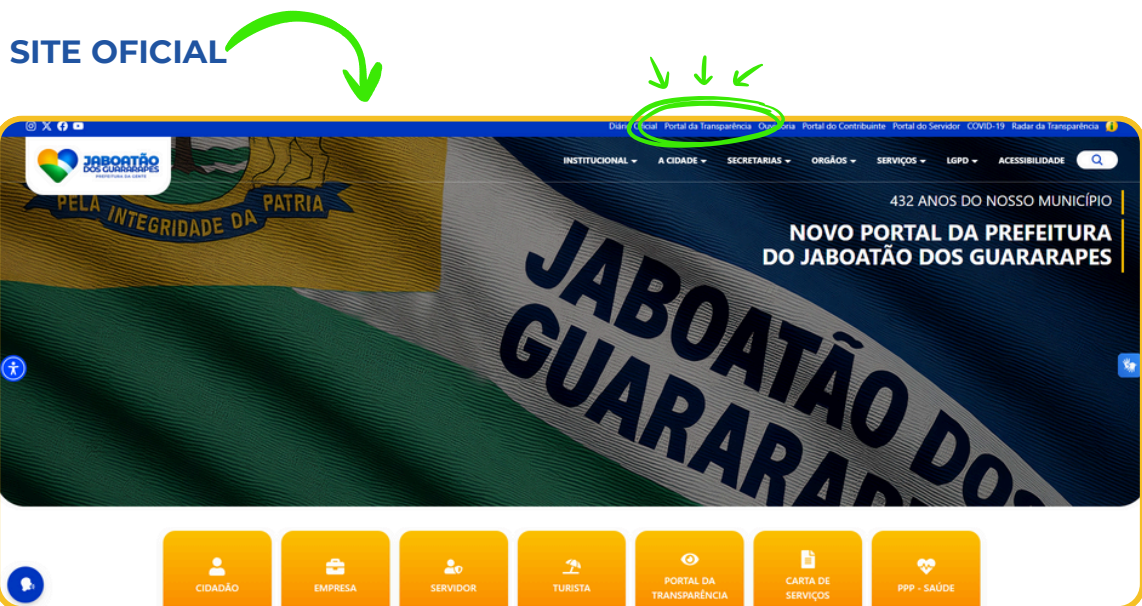 SITE OFICIAL
Diário Oficial Portal da Transparência Ouvidoria Portal do Contribuinte Portal do Servidor COVID-19 Radar da Transparência
JABOATÃO
DOS GUARARAPES
PREFEITURA DA GENTE
INSTITUCIONAL A CIDADE SECRETARIAS ORGÃOS SERVIÇOS LGPD ACESSIBILIDADE
PELA INTEGRIDADE DA PATRIA
432 ANOS DO NOSSO MUNICÍPIO
NOVO PORTAL DA PREFEITURA
DO JABOATÃO DOS GUARARAPES
JABOATÃO DOS
GUARARAPE
CIDADÃO
EMPRESA
SERVIDOR
TURISTA
PORTAL DA
TRANSPARÊNCIA
CARTA DE
SERVIÇOS
PPP - SAÚDE